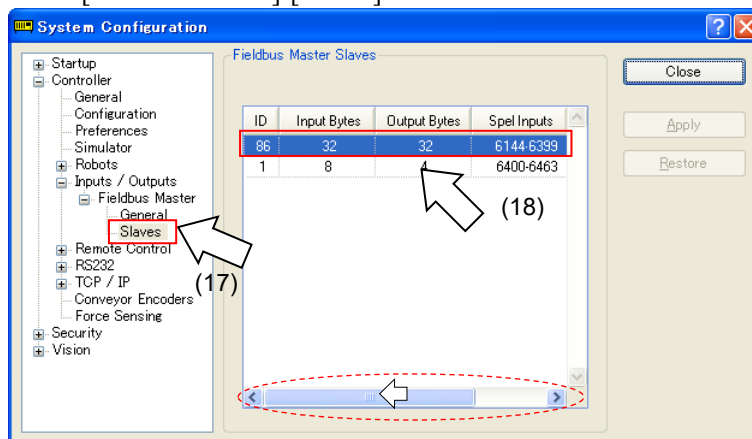 System Configuration
Startup
Controller
General
Configuration
Preferences
Simulator
Robots
Inputs / Outputs
Fieldbus Master
General
Slaves
Remote Control
RS232
TCP / IP
Conveyor Encoders
Force Sensing
Security
Vision
(17)
Fieldbus Master Slaves
ID Input Bytes Output Bytes Spel Inputs
86 32 32 6144-6399
1 8 4 6400-6463
(18)
Close
Apply
Restore